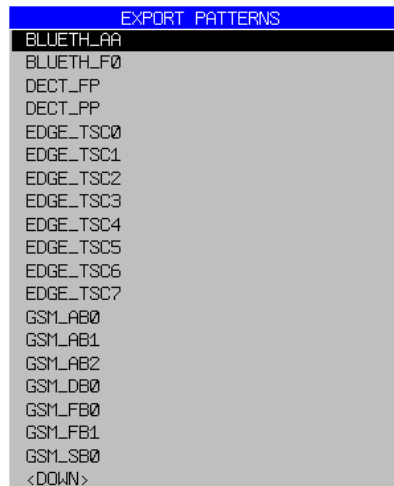 EXPORT PATTERNS
BLUETH_AA
BLUETH_F0
DECT_FP
DECT_PP
EDGE_TSC0
EDGE_TSC1
EDGE_TSC2
EDGE_TSC3
EDGE_TSC4
EDGE_TSC5
EDGE_TSC6
EDGE_TSC7
GSM_AB0
GSM_AB1
GSM_AB2
GSM_DB0
GSM_FB0
GSM_FB1
GSM_SB0
<DOWN>